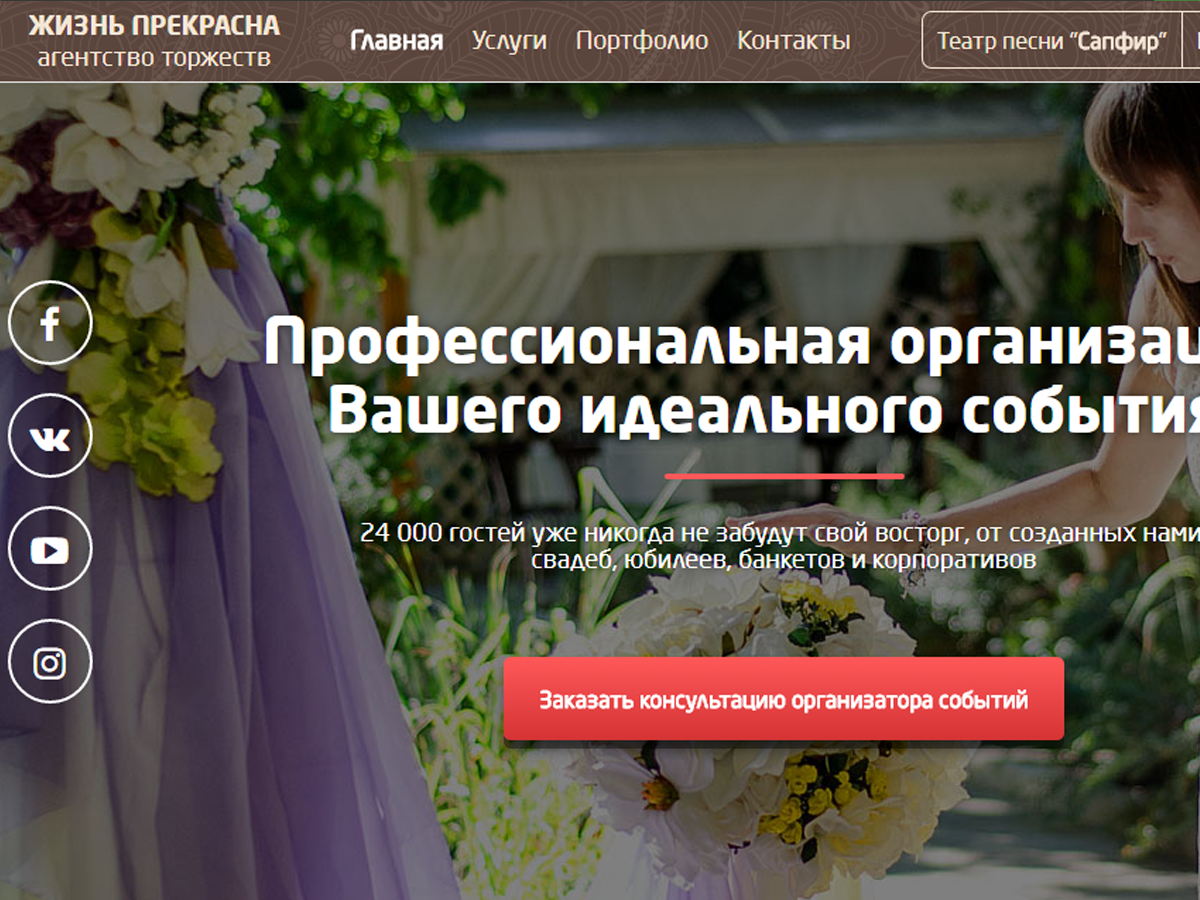 ЖИЗНЬ ПРЕКРАСНА
агентство торжеств
Главная Услуги Портфолио Контакты
Театр песни "Сапфир"
Профессиональная
Вашего идеального события
24 000 гостей уже никогда не забудут свой восторг, от созданных нами
свадеб, юбилеев, банкетов и корпоративов
Заказать консультацию организатора событий